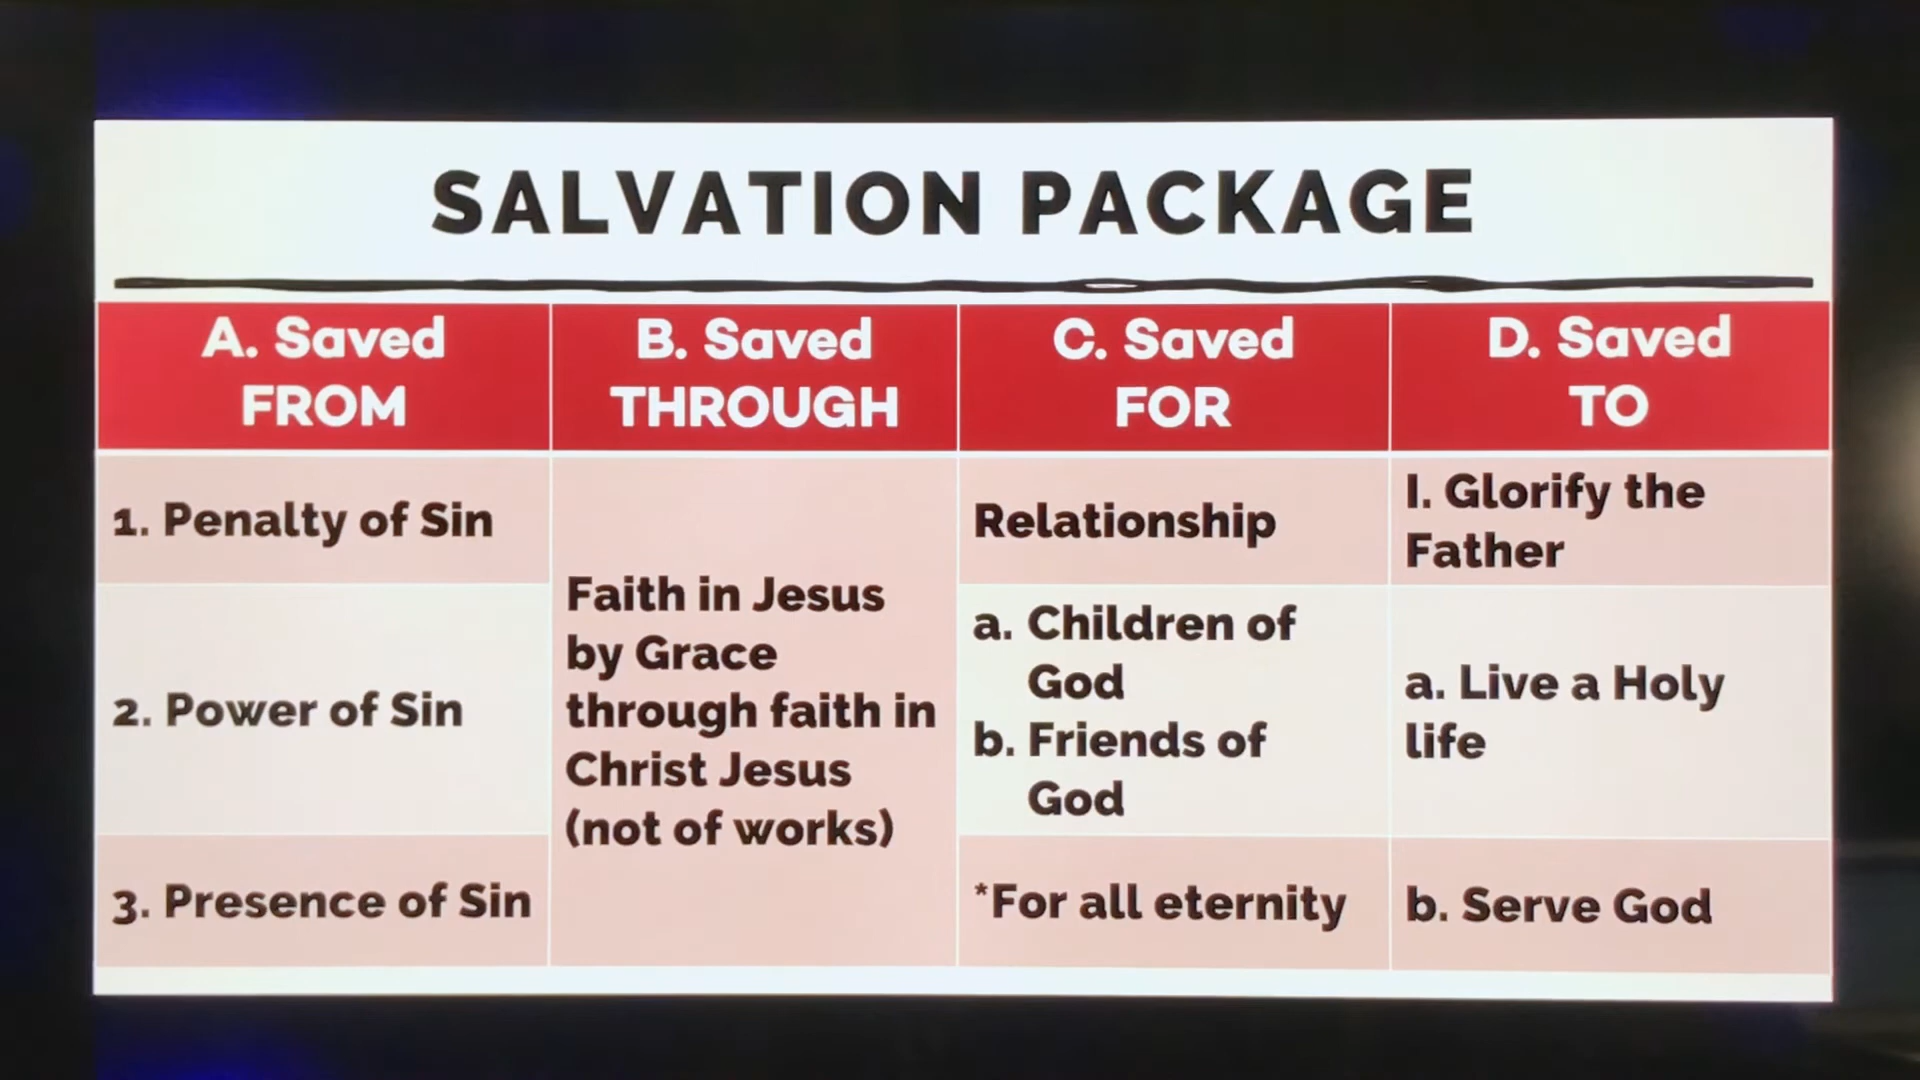 SALVATION PACKAGE
A. Saved
FROM
B. Saved
THROUGH
C. Saved
FOR
D. Saved
TO
1. Penalty of Sin
2. Power of Sin
3. Presence of Sin
Faith in Jesus
by Grace
through faith in
Christ Jesus
(not of works)
Relationship
a. Children of
God
b. Friends of
God
*For all eternity
I. Glorify the
Father
a. Live a Holy
life
b. Serve God